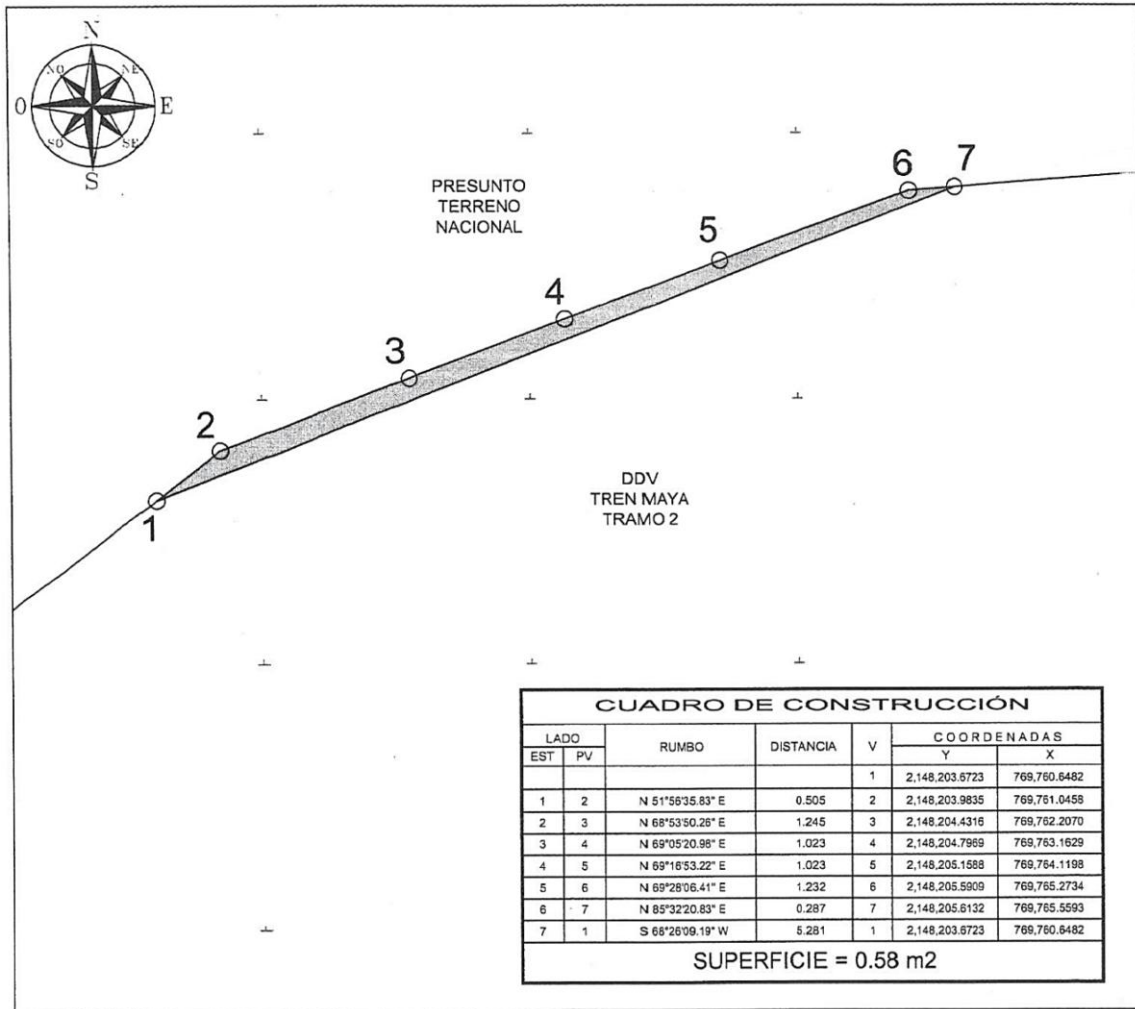 N
NO
NE
O
E
SO
SE
S
PRESUNTO
TERRENO
NACIONAL
6
7
5
4
3
2
1
DDV
TREN MAYA
TRAMO 2
CUADRO DE CONSTRUCCIÓN
LADO RUMBO DISTANCIA V COORDENADAS
EST PV Y X
1 2,148,203.6723 769,760.6482
1 2 N 51°56'35.83" E 0.505 2 2,148,203.9835 769,761.0458
2 3 N 68°53'50.26" E 1.245 3 2,148,204.4316 769,762.2070
3 4 N 69°05'20.98" E 1.023 4 2,148,204.7969 769,763.1629
4 5 N 69°16'53.22" E 1.023 5 2,148,205.1588 769,764.1198
5 6 N 69°28'06.41" E 1.232 6 2,148,205.5909 769,765.2734
6 7 N 85°32'20.83" E 0.287 7 2,148,205.6132 769,765.5593
7 1 S 68°26'09.19" W 5.281 1 2,148,203.6723 769,760.6482
SUPERFICIE = 0.58 m2